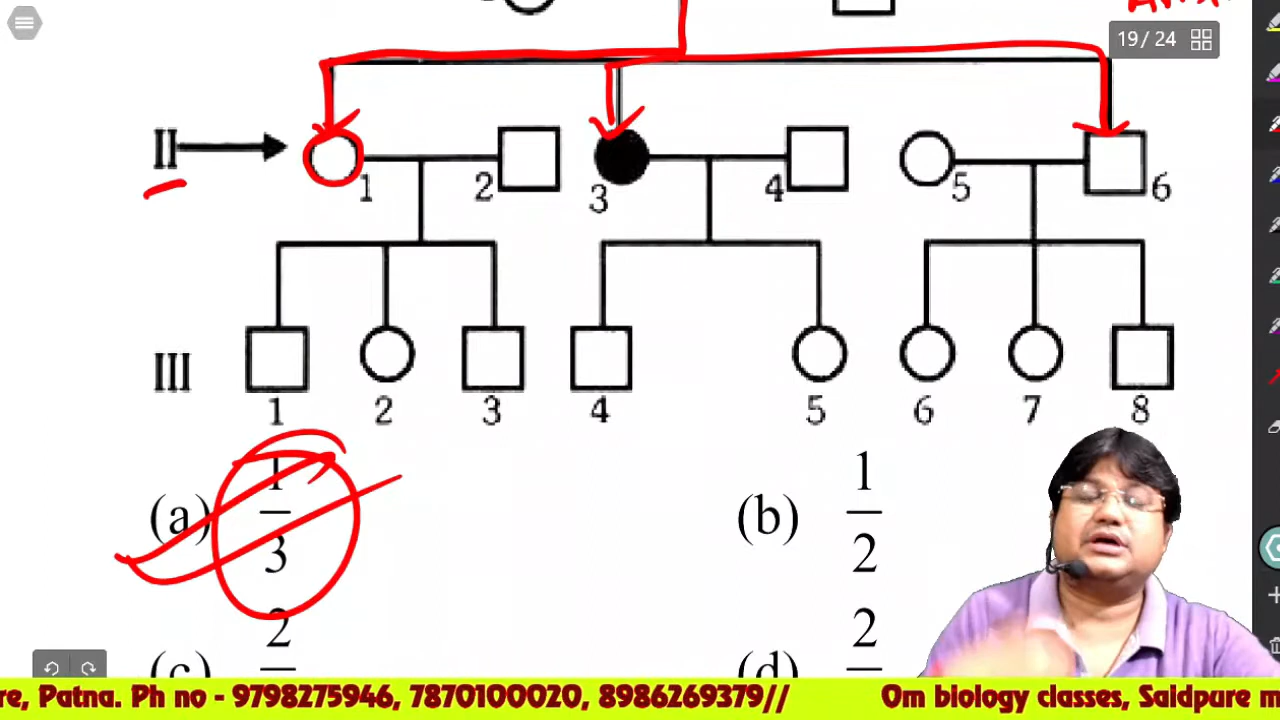 19/24
II
1 2 3 4 5 6
III
1 2 3 4 5 6 7 8
(a) 1/3 (b) 1/2
(c) 2 (d) 2
re, Patna. Ph no - 9798275946, 7870100020, 8986269379// Om biology classes, Saidpure m